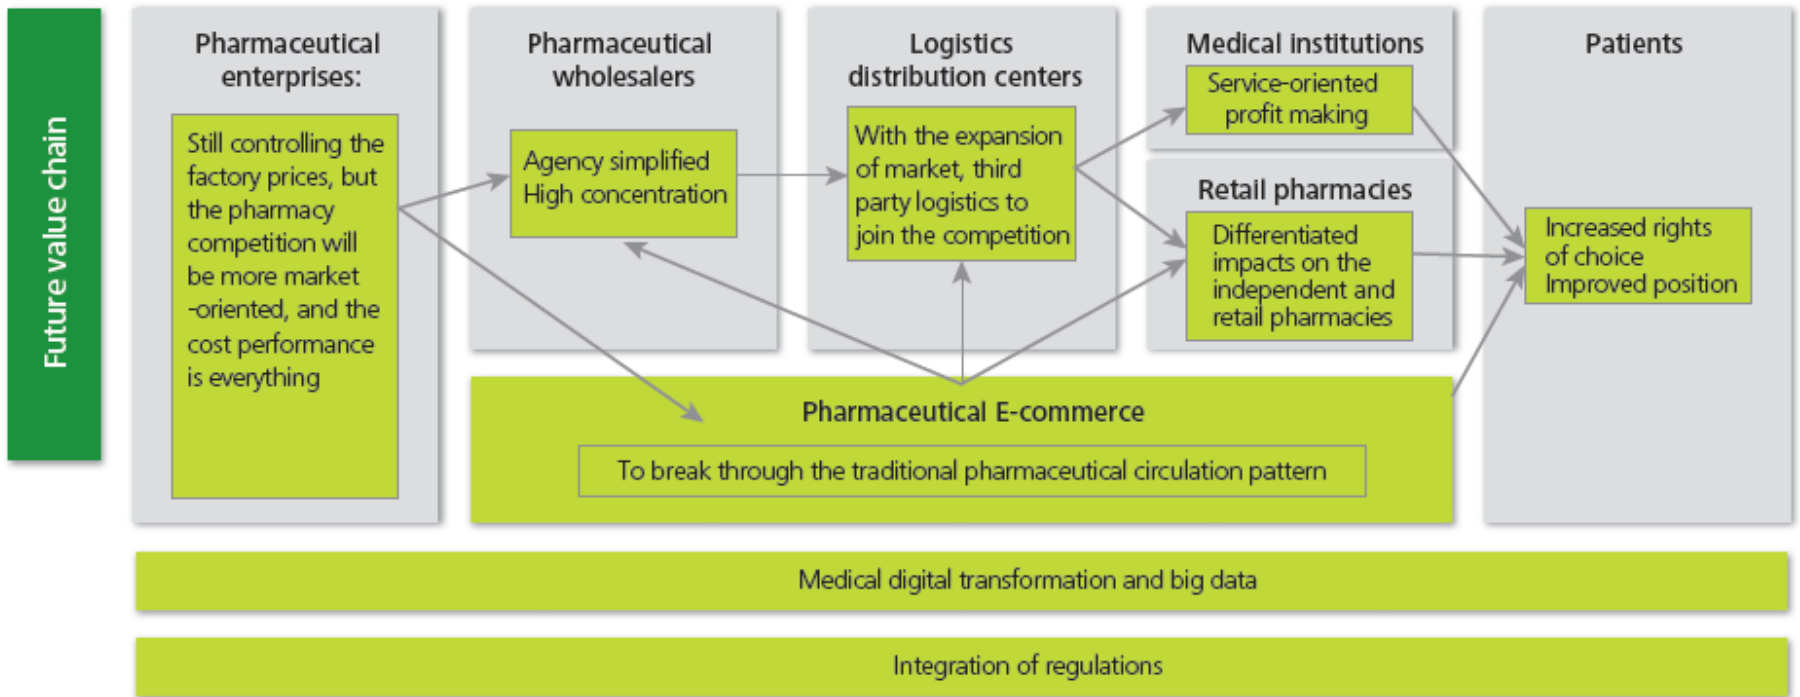 Future value chain
Pharmaceutical
enterprises:
Still controlling the
factory prices, but
the pharmacy
competition will
be more market
-oriented, and the
cost performance
is everything
Pharmaceutical
wholesalers
Agency simplified
High concentration
Logistics
distribution centers
With the expansion
of market, third
party logistics to
join the competition
Medical institutions
Service-oriented
profit making
Retail pharmacies
Differentiated
impacts on the
independent and
retail pharmacies
Patients
Increased rights
of choice
Improved position
Pharmaceutical E-commerce
To break through the traditional pharmaceutical circulation pattern
Medical digital transformation and big data
Integration of regulations